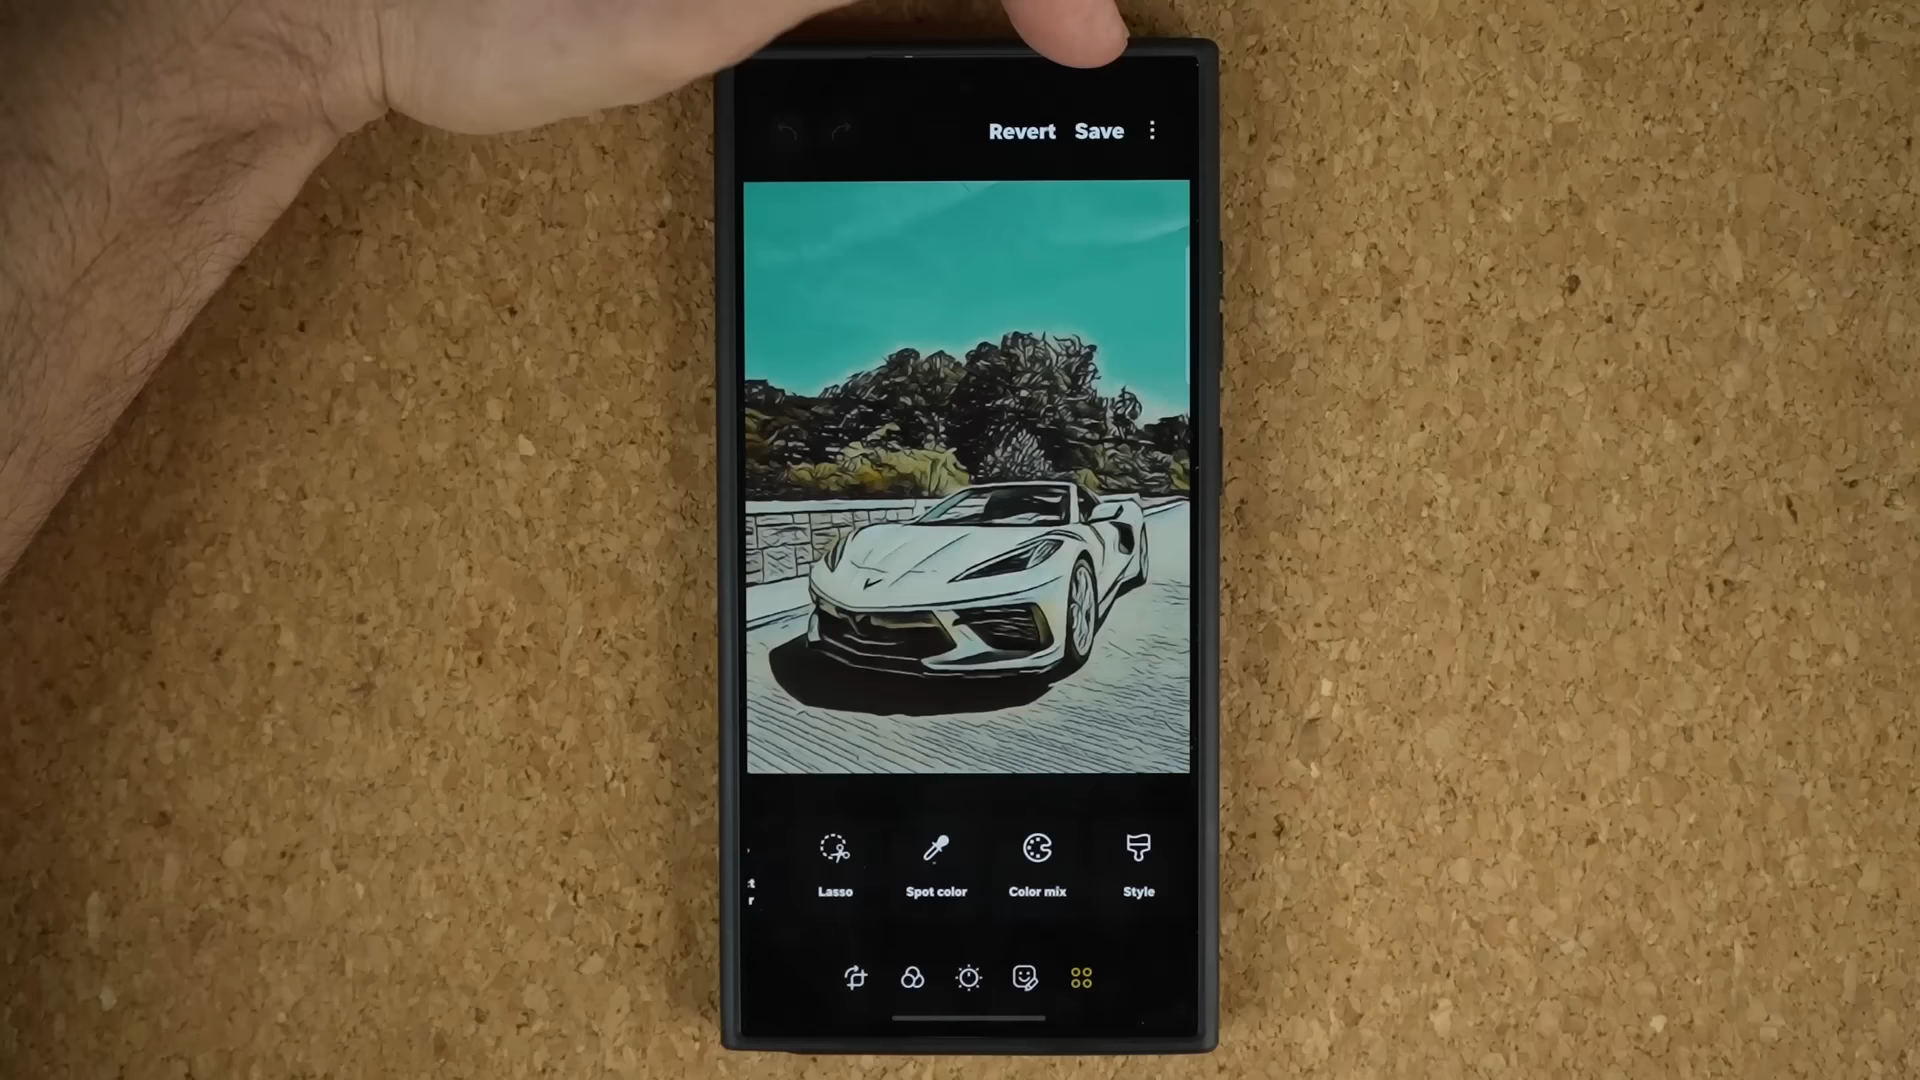 Revert Save
Lasso
Spot color
Color mix
Style